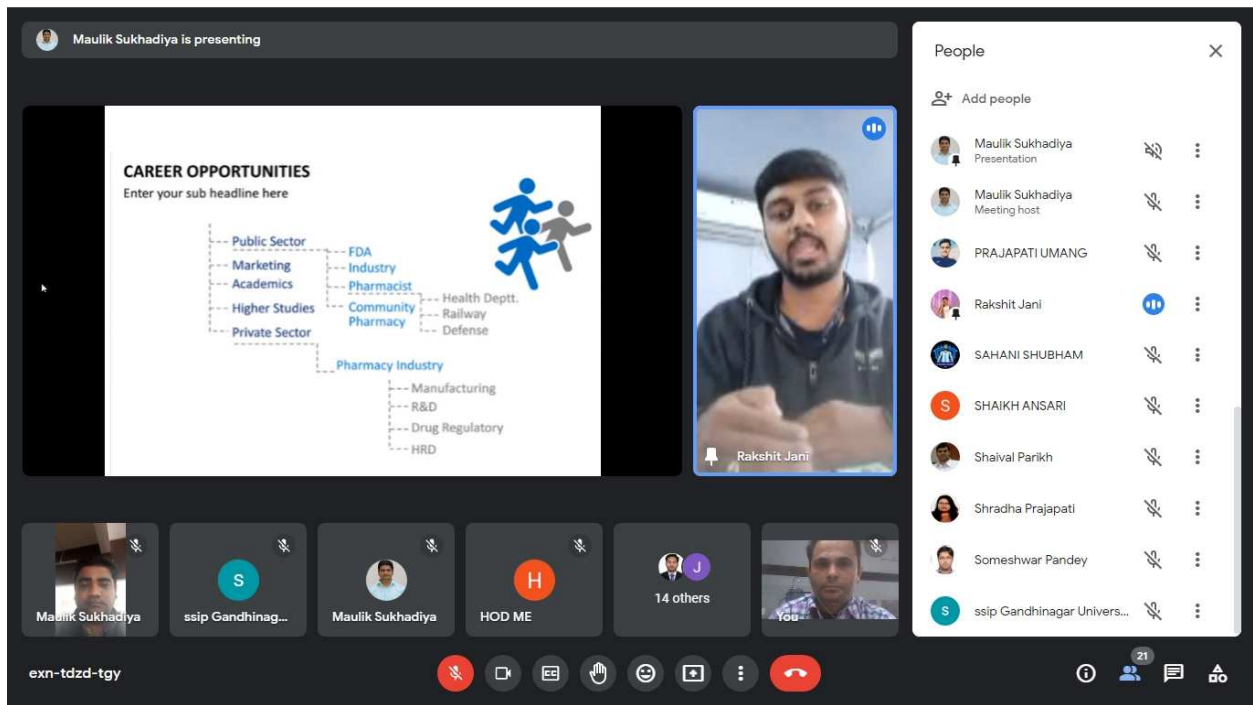 Maulik Sukhadiya is presenting
CAREER OPPORTUNITIES
Enter your sub headline here
Public Sector
Marketing
Academics
Higher Studies
Private Sector
FDA
Industry
Pharmacist
Community
Pharmacy
Health Deptt.
Railway
Defense
Pharmacy Industry
Manufacturing
R&D
Drug Regulatory
HRD
Rakshit Jani
Maulik Sukhadiya
S
ssip Gandhinag...
Maulik Sukhadiya
H
HOD ME
J
14 others
You
People
Add people
Maulik Sukhadiya
Presentation
Maulik Sukhadiya
Meeting host
PRAJAPATI UMANG
Rakshit Jani
SAHANI SHUBHAM
S
SHAIKH ANSARI
Shaival Parikh
Shradha Prajapati
Someshwar Pandey
S
ssip Gandhinagar Univers...
exn-tdzd-tgy
CC
21